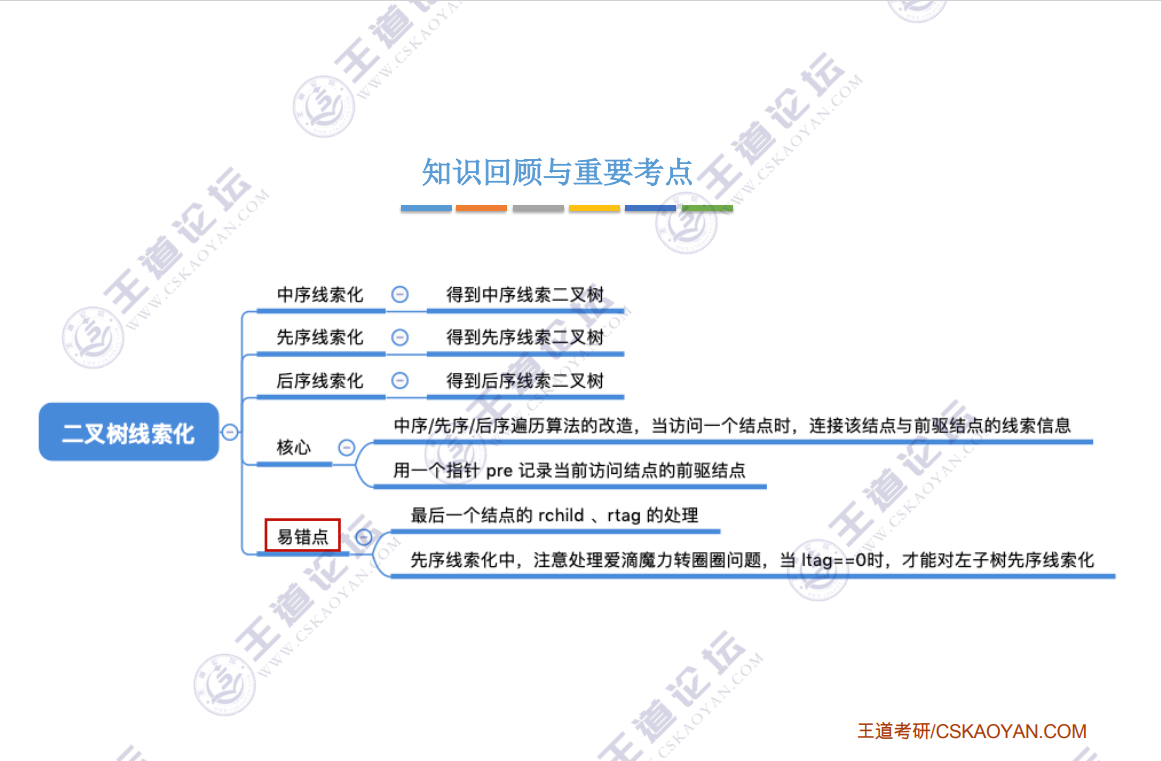 知识回顾与重要考点
二叉树线索化
中序线索化
得到中序线索二叉树
先序线索化
得到先序线索二叉树
后序线索化
得到后序线索二叉树
核心
中序/先序/后序遍历算法的改造，当访问一个结点时，连接该结点与前驱结点的线索信息
用一个指针 pre 记录当前访问结点的前驱结点
易错点
最后一个结点的 rchild 、rtag 的处理
先序线索化中，注意处理爱滴魔力转圈圈问题，当 ltag==0时，才能对左子树先序线索化
王道论坛
WWW.CSKAOYAN.COM
王道考研/CSKAOYAN.COM